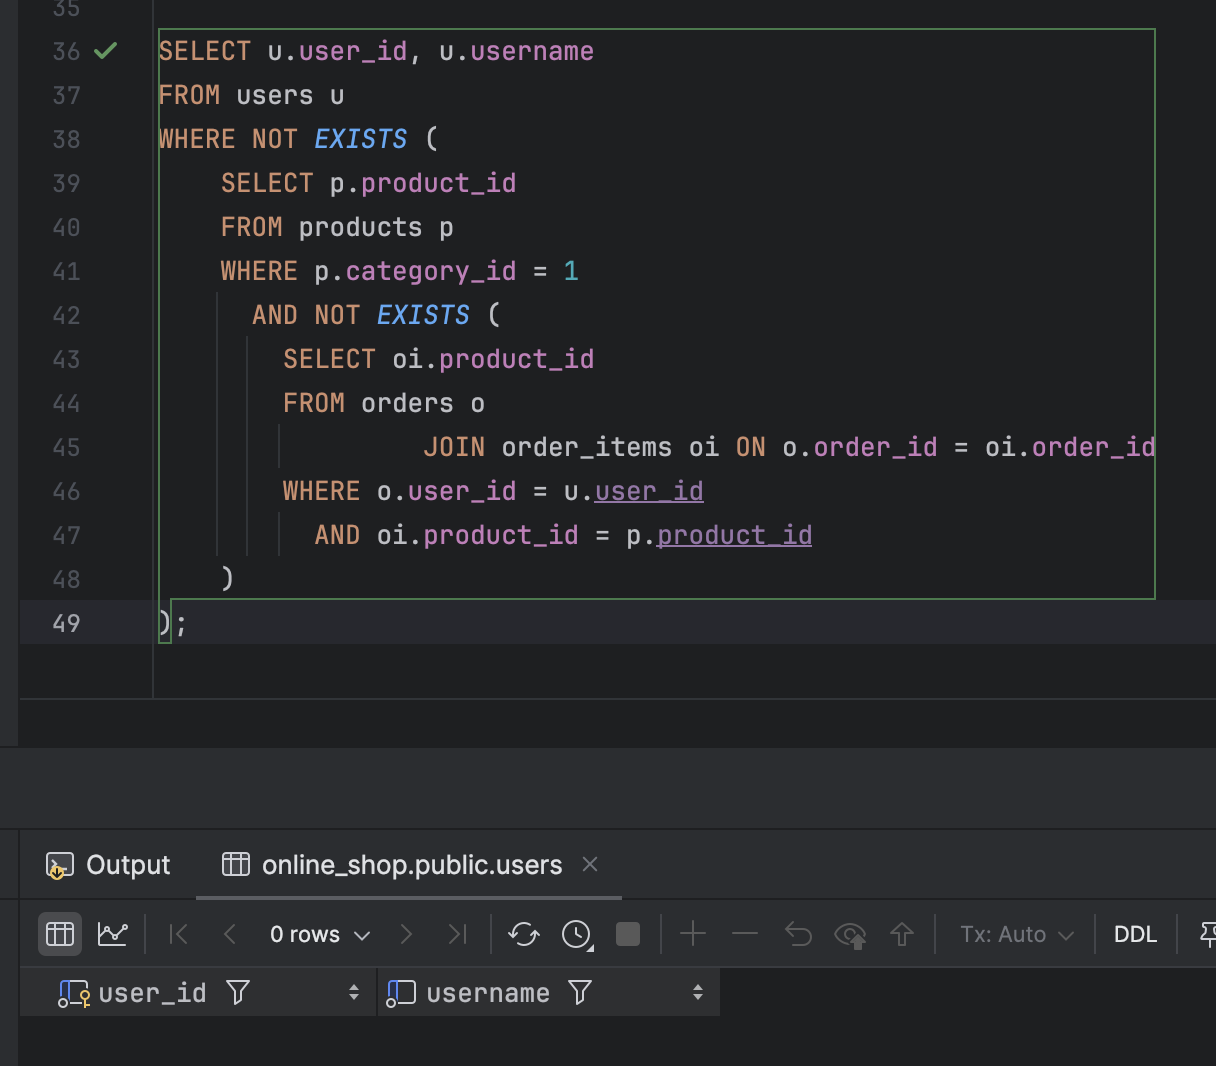 35
36 SELECT u.user_id, u.username
37 FROM users u
38 WHERE NOT EXISTS (
39 SELECT p.product_id
40 FROM products p
41 WHERE p.category_id = 1
42 AND NOT EXISTS (
43 SELECT oi.product_id
44 FROM orders o
45 JOIN order_items oi ON o.order_id = oi.order_id
46 WHERE o.user_id = u.user_id
47 AND oi.product_id = p.product_id
48 )
49 );
Output online_shop.public.users
0 rows Tx: Auto DDL
user_id username